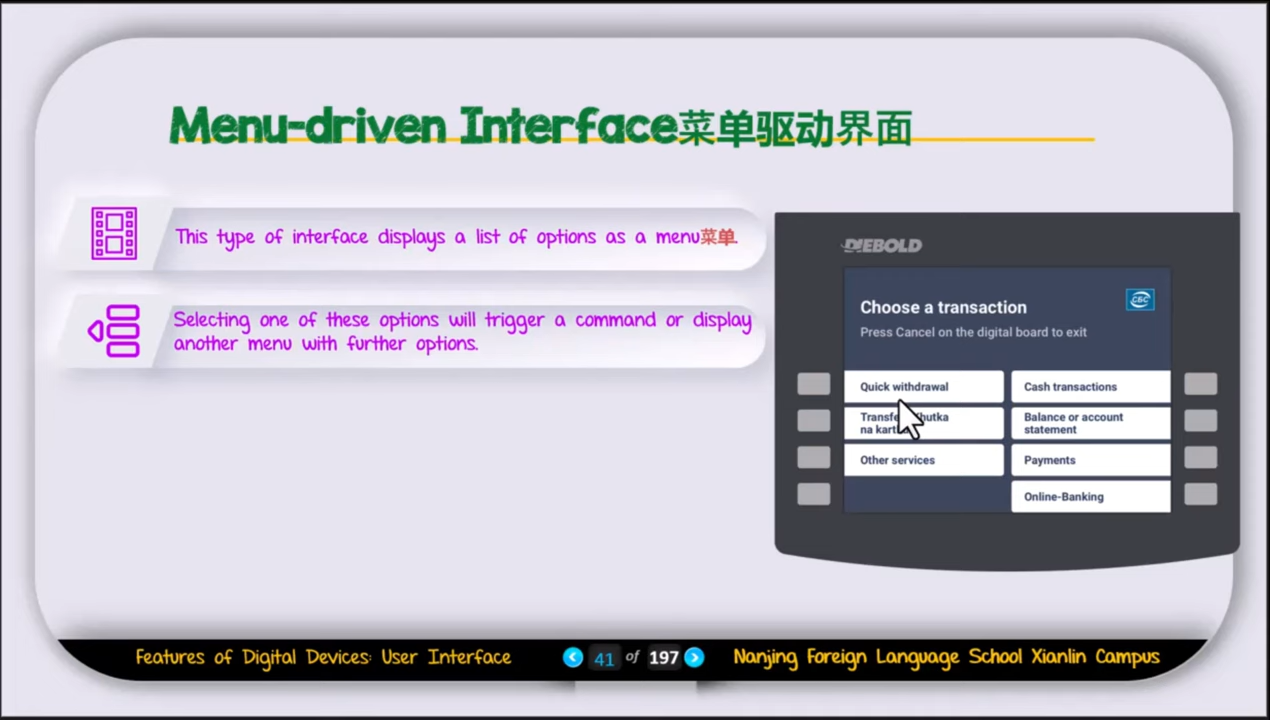 Menu-driven Interface菜单驱动界面
This type of interface displays a list of options as a menu菜单.
Selecting one of these options will trigger a command or display
another menu with further options.
DIEBOLD
Choose a transaction
Press Cancel on the digital board to exit
Quick withdrawal
Cash transactions
na
Balance or account
statement
Other services
Payments
Online-Banking
Features of Digital Devices: User Interface
41 of 197
Nanjing Foreign Language School Xianlin Campus